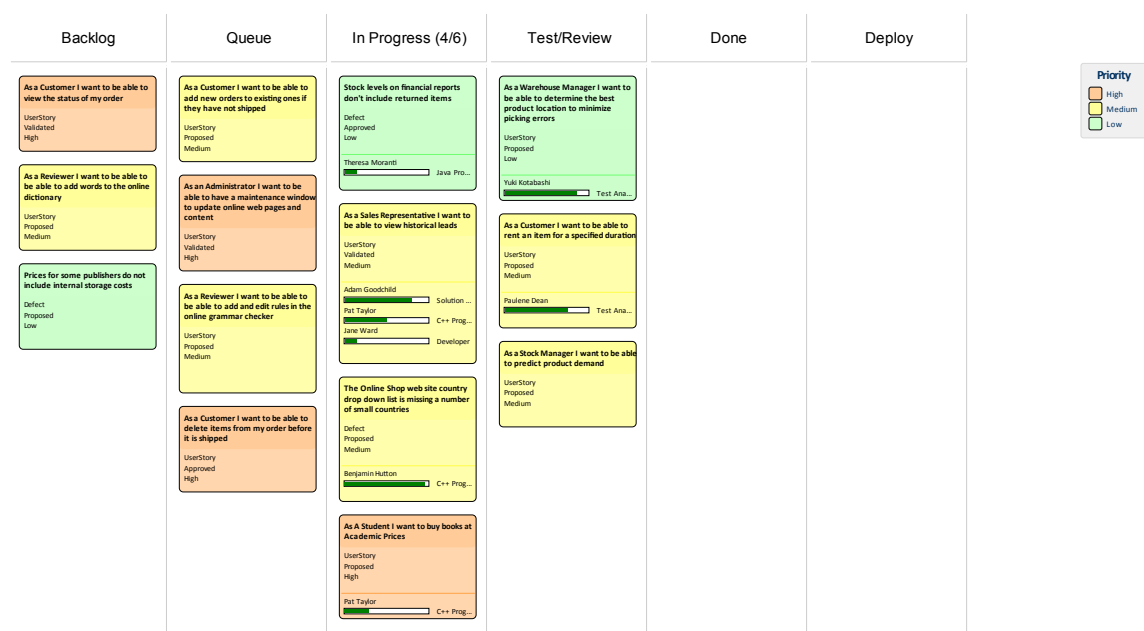 Backlog
Queue
In Progress (4/6)
Test/Review
Done
Deploy
As a Customer I want to be able to
view the status of my order
UserStory
Validated
High
As a Reviewer I want to be able to
be able to add words to the online
dictionary
UserStory
Proposed
Medium
Prices for some publishers do not
include internal storage costs
Defect
Proposed
Low
As a Customer I want to be able to
add new orders to existing ones if
they have not shipped
UserStory
Proposed
Medium
As an Administrator I want to be
able to have a maintenance window
to update online web pages and
content
UserStory
Validated
High
As a Reviewer I want to be able to
be able to add and edit rules in the
online grammar checker
UserStory
Proposed
Medium
As a Customer I want to be able to
delete items from my order before
it is shipped
UserStory
Approved
High
Stock levels on financial reports
don't include returned items
Defect
Approved
Low
Theresa Moranti
Java Pro...
As a Sales Representative I want to
be able to view historical leads
UserStory
Validated
Medium
Adam Goodchild
Solution ...
Pat Taylor
C++ Prog...
Jane Ward
Developer
The Online Shop web site country
drop down list is missing a number
of small countries
Defect
Proposed
Medium
Benjamin Hutton
C++ Prog...
As A Student I want to buy books at
Academic Prices
UserStory
Proposed
High
Pat Taylor
C++ Prog...
As a Warehouse Manager I want to
be able to determine the best
product location to minimize
picking errors
UserStory
Proposed
Low
Yuki Kotabashi
Test Ana...
As a Customer I want to be able to
rent an item for a specified duration
UserStory
Proposed
Medium
Paulene Dean
Test Ana...
As a Stock Manager I want to be able
to predict product demand
UserStory
Proposed
Medium
Priority
High
Medium
Low